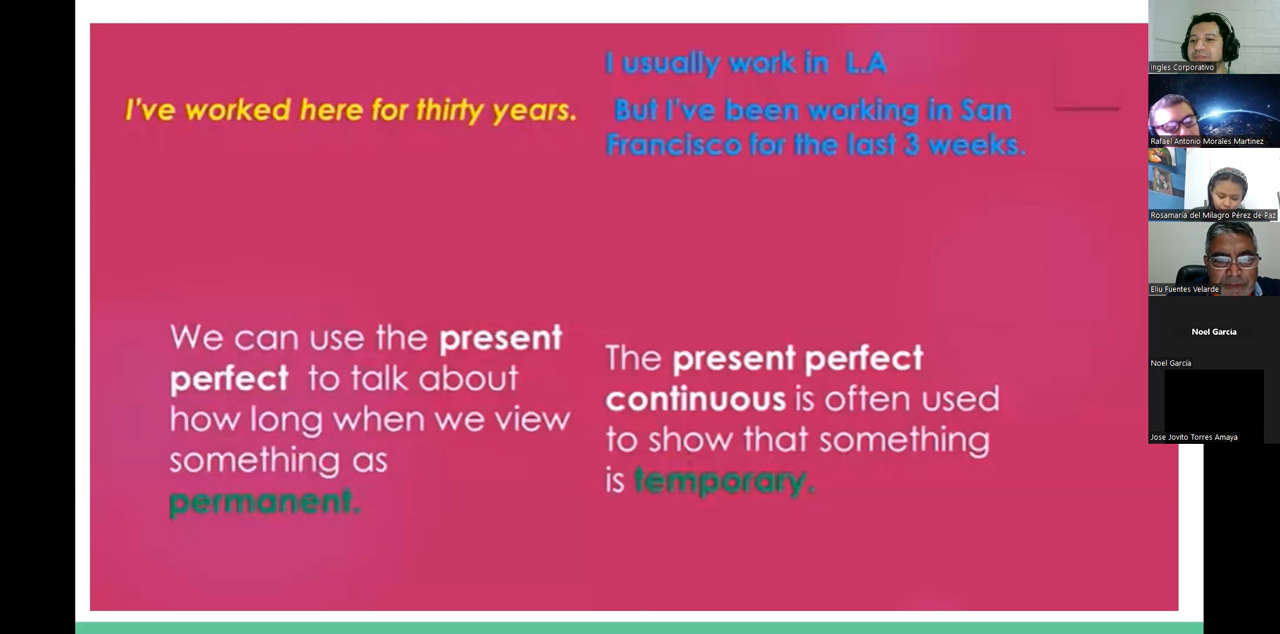 I've worked here for thirty years.
I usually work in L.A
But I've been working in San
Francisco for the last 3 weeks.
We can use the present
perfect to talk about
how long when we view
something as
permanent.
The present perfect
continuous is often used
to show that something
is temporary.
Ingles Corporativo
Rafael Antonio Morales Martinez
Rosamaría del Milagro Pérez de Paz
Eliu Fuentes Velarde
Noel García
Noel García
Jose Jovito Torres Amaya